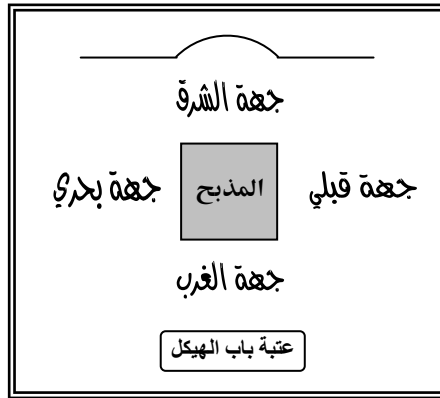 جهة الشرق
جهة قبلي المذبح جهة بحري
جهة الغرب
عتبة باب الهيكل